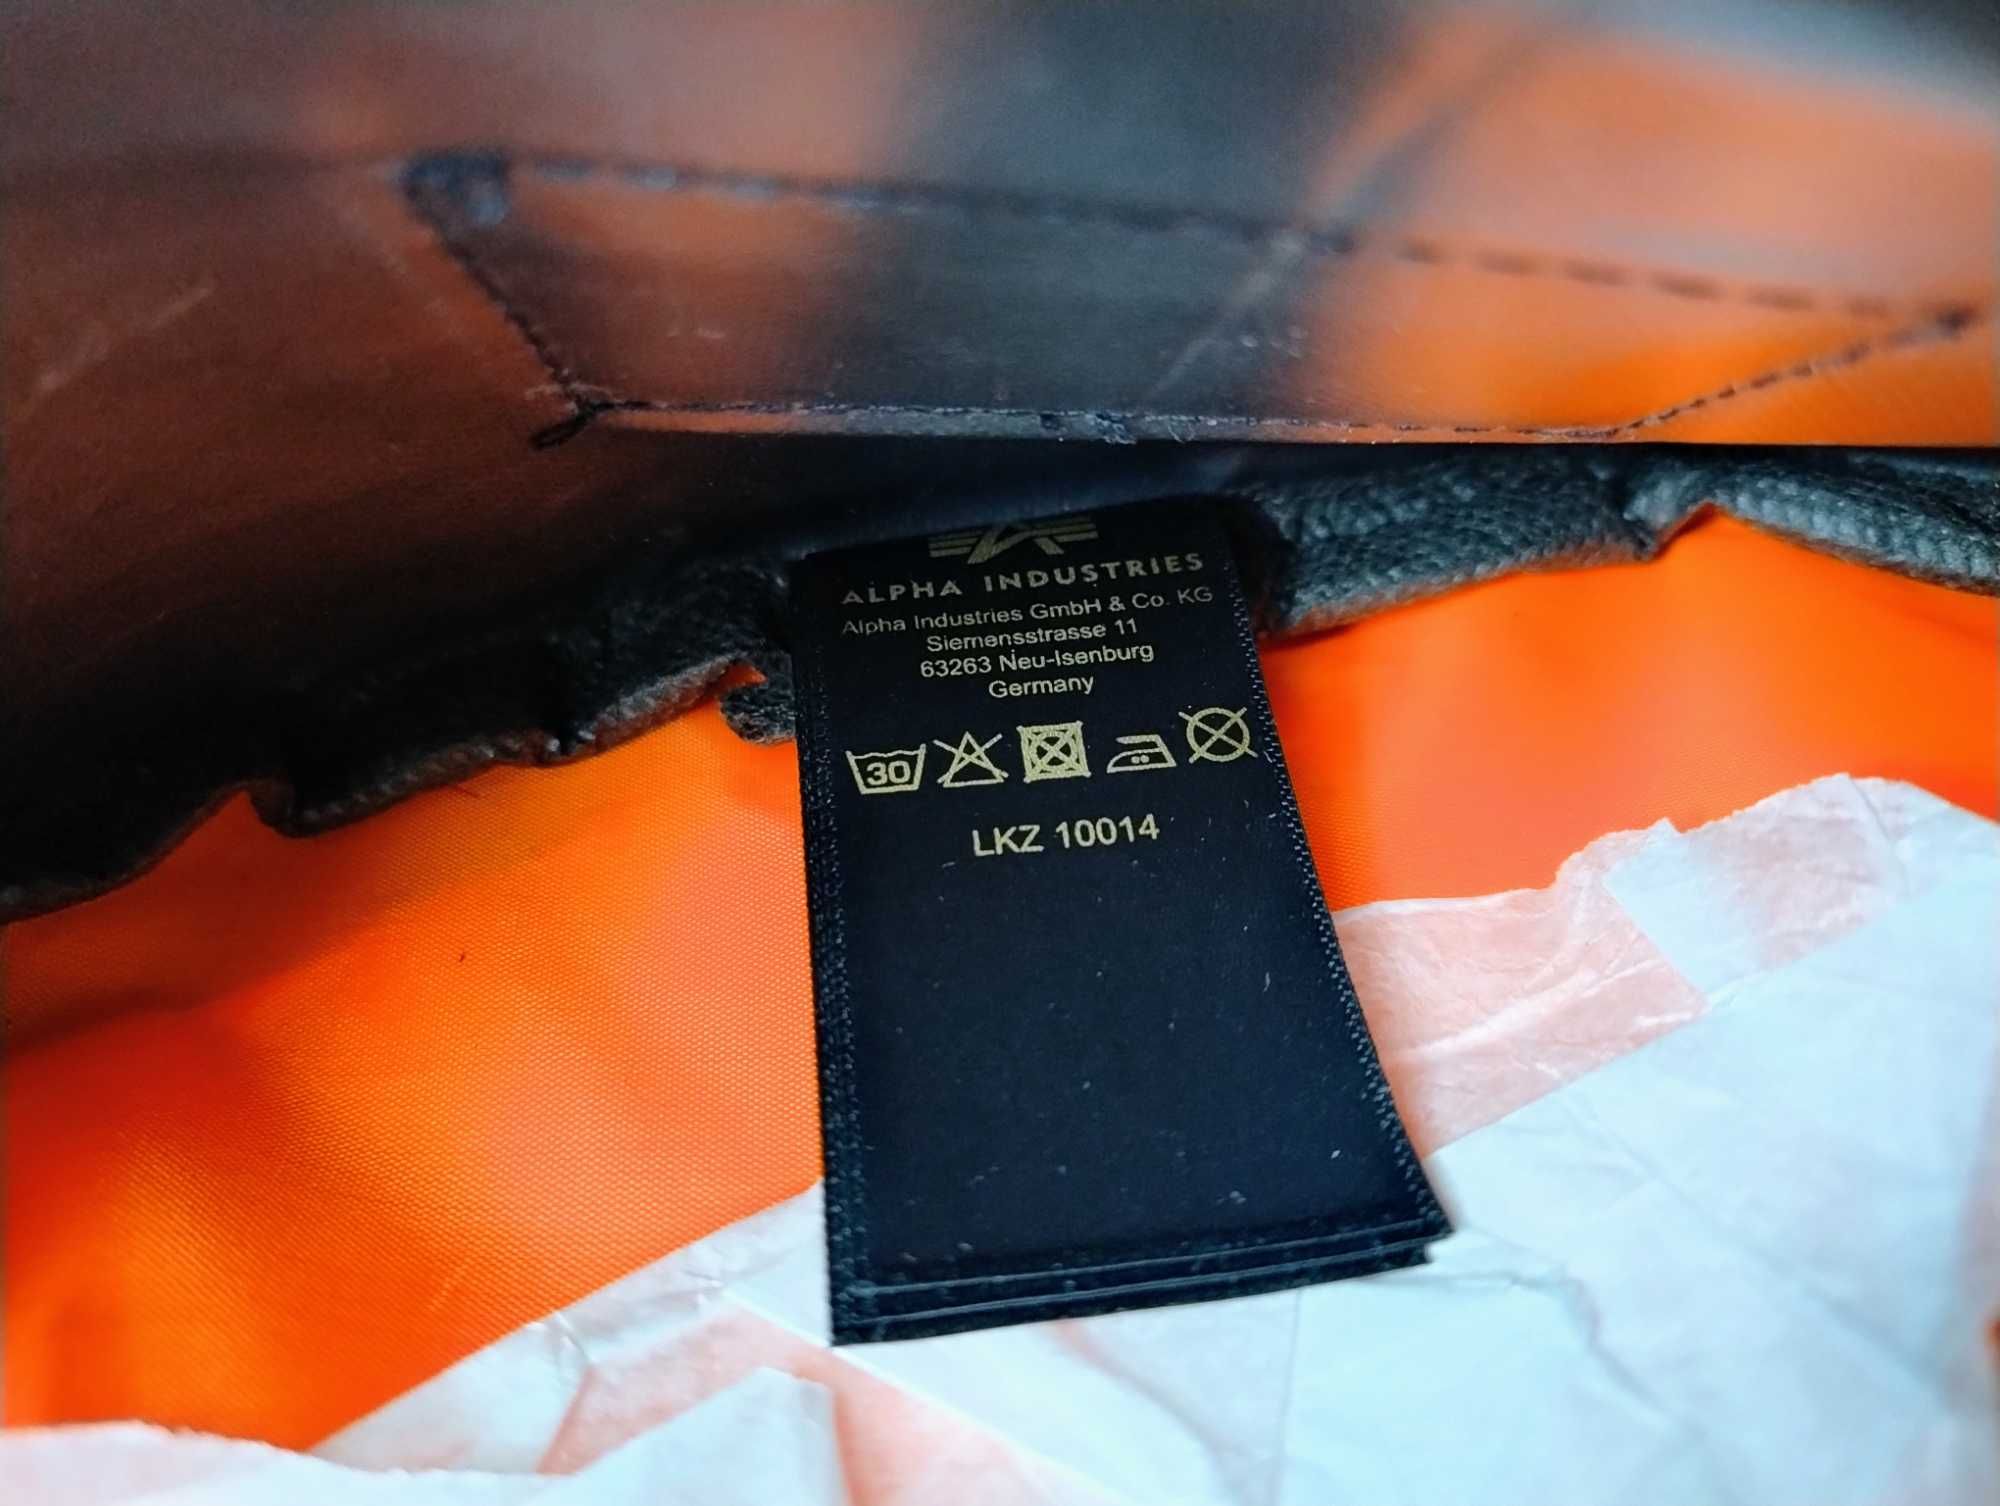 ALPHA INDUSTRIES
Alpha Industries GmbH & Co. KG
Siemensstrasse 11
63263 Neu-Isenburg
Germany
30
LKZ 10014